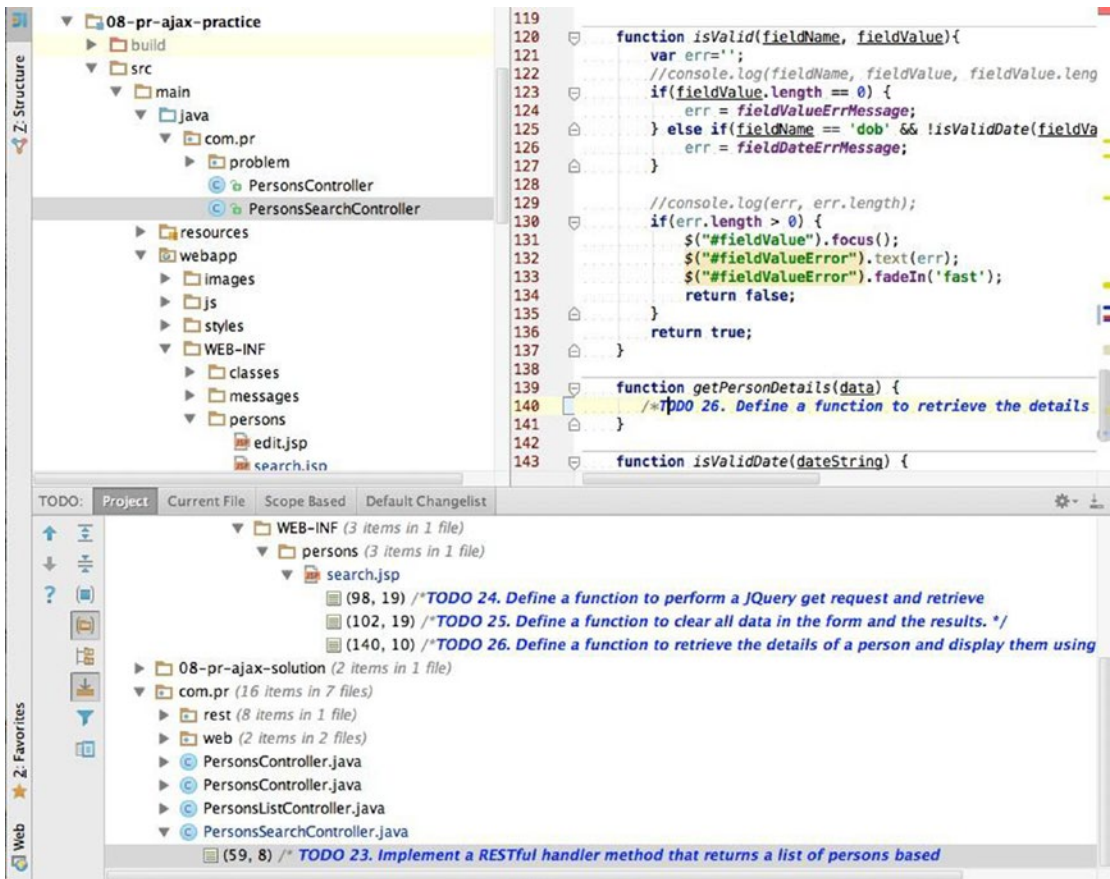 Z: Structure
2: Favorites
Web
08-pr-ajax-practice
build
src
main
java
com.pr
problem
PersonsController
PersonsSearchController
resources
webapp
images
js
styles
WEB-INF
classes
messages
persons
edit.jsp
search.jsp
119
120 function isValid(fieldName, fieldValue){
121 var err='';
122 //console.log(fieldName, fieldValue, fieldValue.leng
123 if(fieldValue.length == 0) {
124 err = fieldValueErrMessage;
125 } else if(fieldName == 'dob' && !isValidDate(fieldVa
126 err = fieldDateErrMessage;
127 }
128
129 //console.log(err, err.length);
130 if(err.length > 0) {
131 $("#fieldValue").focus();
132 $("#fieldValueError").text(err);
133 $("#fieldValueError").fadeIn('fast');
134 return false;
135 }
136 return true;
137 }
138
139 function getPersonDetails(data) {
140 /*TODO 26. Define a function to retrieve the details
141 }
142
143 function isValidDate(dateString) {
TODO: Project Current File Scope Based Default Changelist
WEB-INF (3 items in 1 file)
persons (3 items in 1 file)
search.jsp
(98, 19) /*TODO 24. Define a function to perform a JQuery get request and retrieve
(102, 19) /*TODO 25. Define a function to clear all data in the form and the results. */
(140, 10) /*TODO 26. Define a function to retrieve the details of a person and display them using
08-pr-ajax-solution (2 items in 1 file)
com.pr (16 items in 7 files)
rest (8 items in 1 file)
web (2 items in 2 files)
PersonsController.java
PersonsController.java
PersonsListController.java
PersonsSearchController.java
(59, 8) /* TODO 23. Implement a RESTful handler method that returns a list of persons based